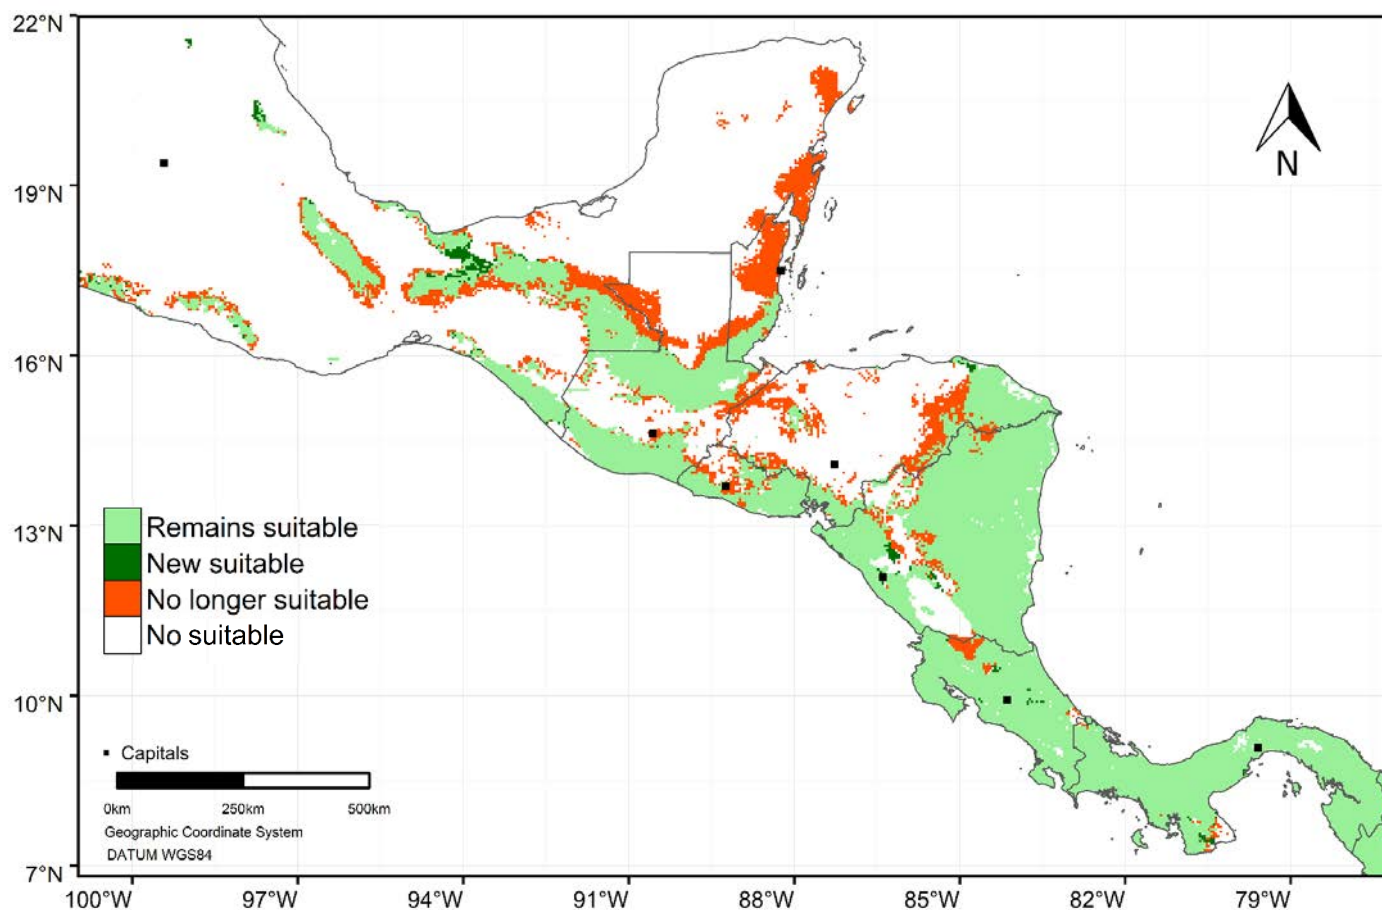 22°N
19°N
16°N
13°N
10°N
7°N
N
Remains suitable
New suitable
No longer suitable
No suitable
Capitals
0km 250km 500km
Geographic Coordinate System
DATUM WGS84
100°W 97°W 94°W 91°W 88°W 85°W 82°W 79°W